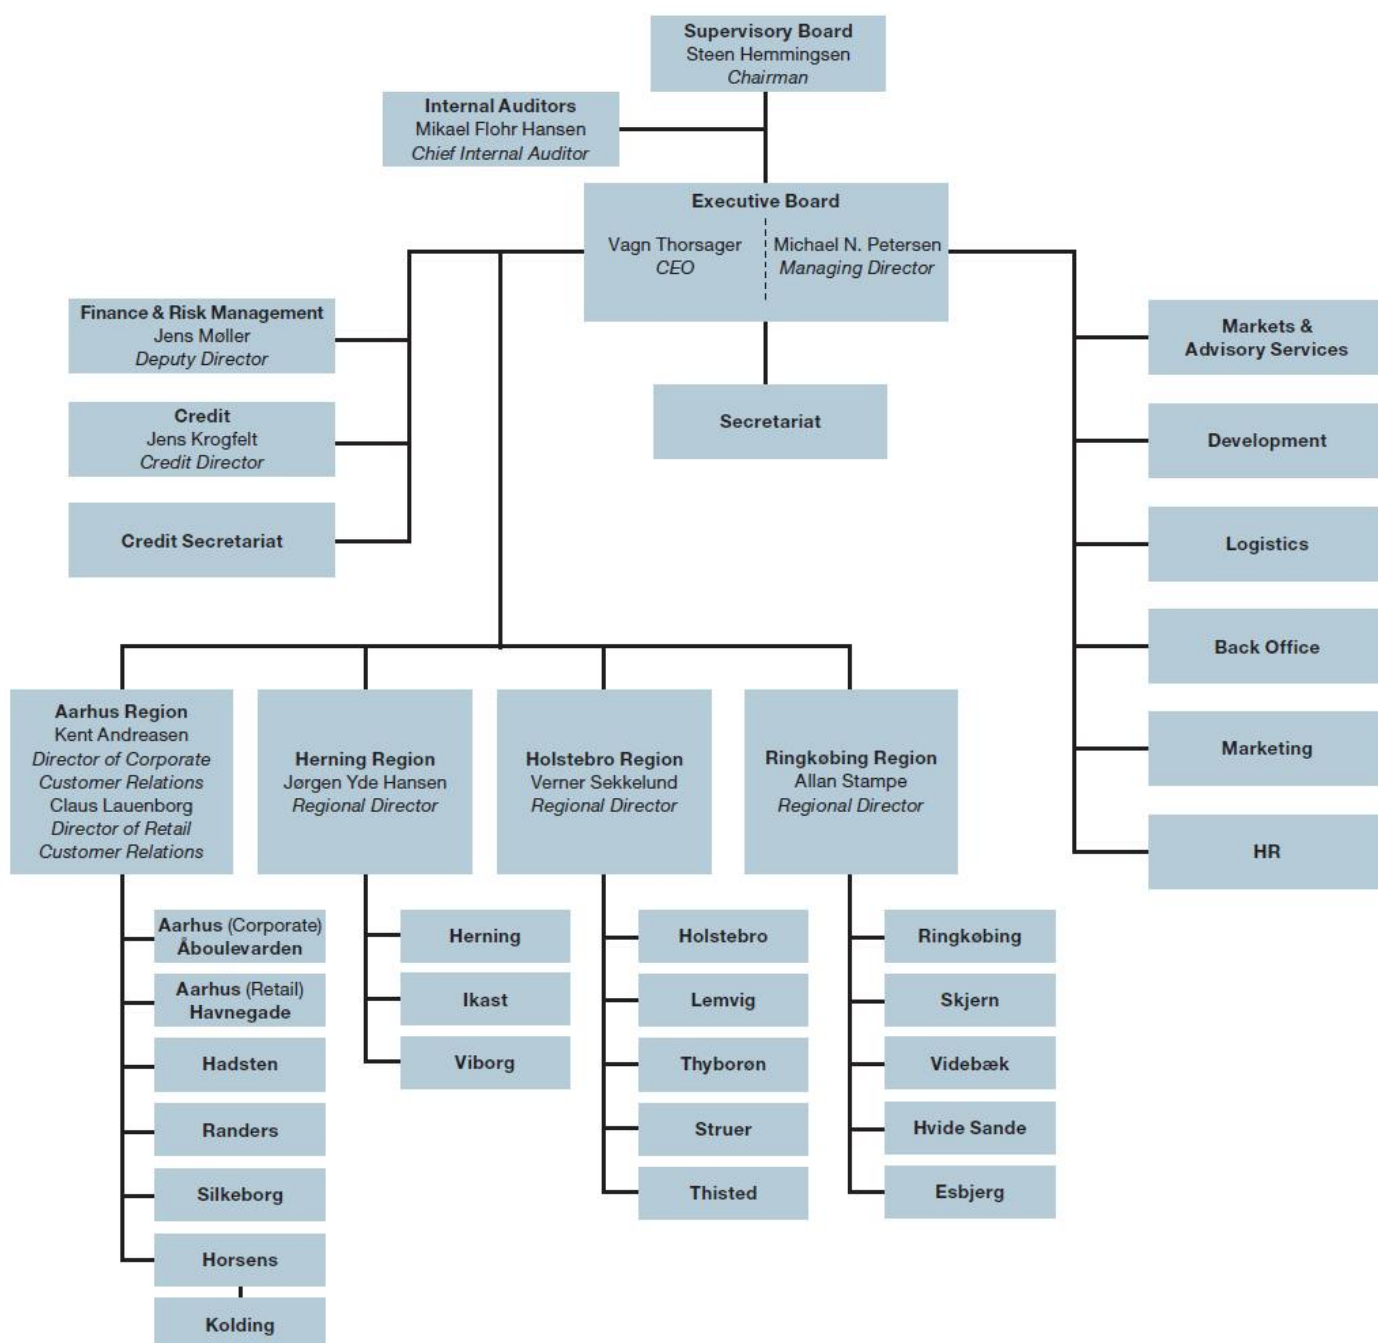 Supervisory Board
Steen Hemmingsen
Chairman
Internal Auditors
Mikael Flohr Hansen
Chief Internal Auditor
Executive Board
Vagn Thorsager
CEO
Michael N. Petersen
Managing Director
Finance & Risk Management
Jens Møller
Deputy Director
Credit
Jens Krogfelt
Credit Director
Credit Secretariat
Secretariat
Markets &
Advisory Services
Development
Logistics
Back Office
Marketing
HR
Aarhus Region
Kent Andreasen
Director of Corporate
Customer Relations
Claus Lauenborg
Director of Retail
Customer Relations
Herning Region
Jørgen Yde Hansen
Regional Director
Holstebro Region
Verner Sekkelund
Regional Director
Ringkøbing Region
Allan Stampe
Regional Director
Aarhus (Corporate)
Åboulevarden
Aarhus (Retail)
Havnegade
Hadsten
Randers
Silkeborg
Horsens
Kolding
Herning
Ikast
Viborg
Holstebro
Lemvig
Thyborøn
Struer
Thisted
Ringkøbing
Skjern
Videbæk
Hvide Sande
Esbjerg